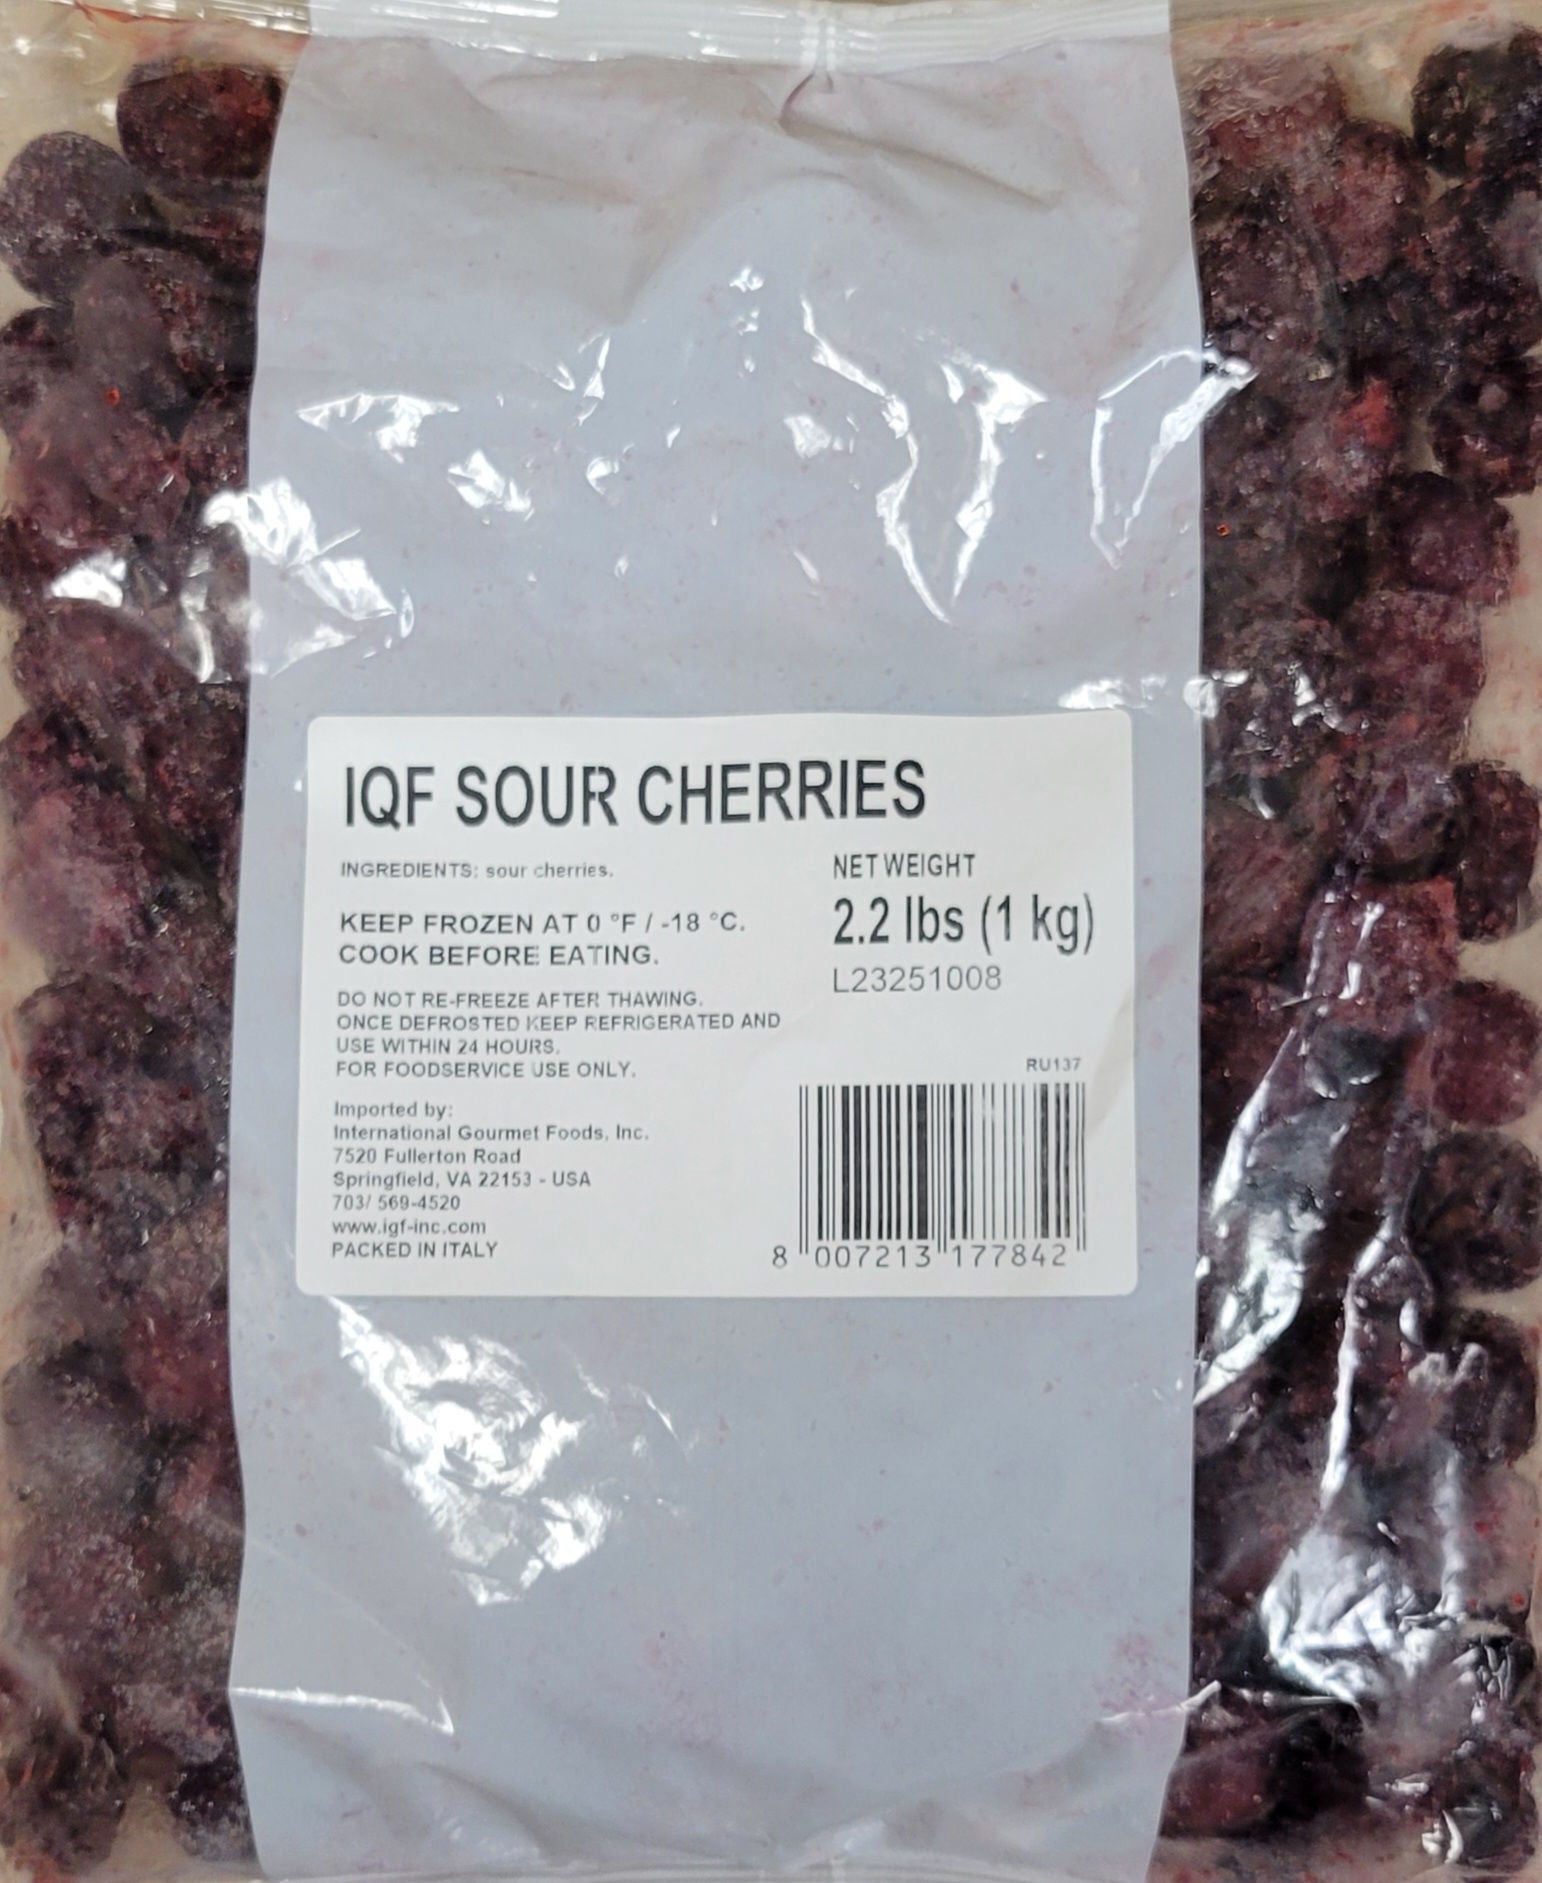 IQF SOUR CHERRIES
INGREDIENTS: sour cherries.
KEEP FROZEN AT 0 °F / -18 °C.
COOK BEFORE EATING.
DO NOT RE-FREEZE AFTER THAWING.
ONCE DEFROSTED KEEP REFRIGERATED AND
USE WITHIN 24 HOURS.
FOR FOODSERVICE USE ONLY.
Imported by:
International Gourmet Foods, Inc.
7520 Fullerton Road
Springfield, VA 22153 - USA
703/ 569-4520
www.igf-inc.com
PACKED IN ITALY
NET WEIGHT
2.2 lbs (1 kg)
L23251008
RU137
8 007213 177842